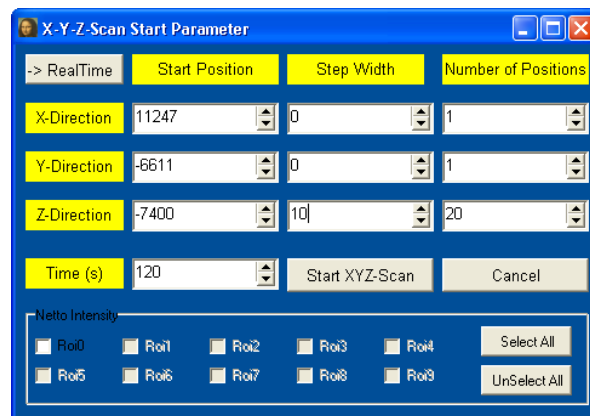 X-Y-Z-Scan Start Parameter
-> RealTime Start Position Step Width Number of Positions
X-Direction 11247 0 1
Y-Direction -6611 0 1
Z-Direction -7400 10 20
Time (s) 120 Start XYZ-Scan Cancel
Netto Intensity
Roi0 Roi1 Roi2 Roi3 Roi4 Select All
Roi5 Roi6 Roi7 Roi8 Roi9 UnSelect All